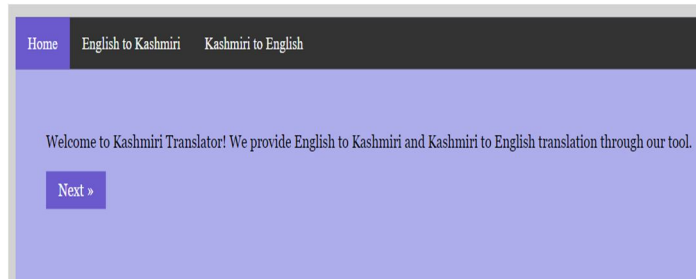 Home English to Kashmiri Kashmiri to English
Welcome to Kashmiri Translator! We provide English to Kashmiri and Kashmiri to English translation through our tool.
Next »